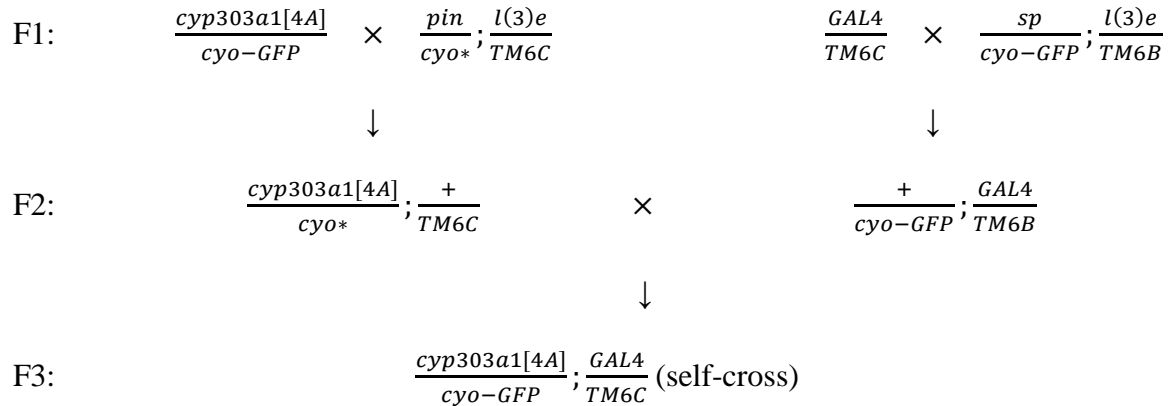 F1: cyp303a1[4A]/cyo−GFP × pin/cyo*;l(3)e/TM6C GAL4/TM6C × sp/cyo−GFP;l(3)e/TM6B
↓ ↓
F2: cyp303a1[4A]/cyo*;+/TM6C × +/cyo−GFP;GAL4/TM6B
↓
F3: cyp303a1[4A]/cyo−GFP;GAL4/TM6C (self-cross)